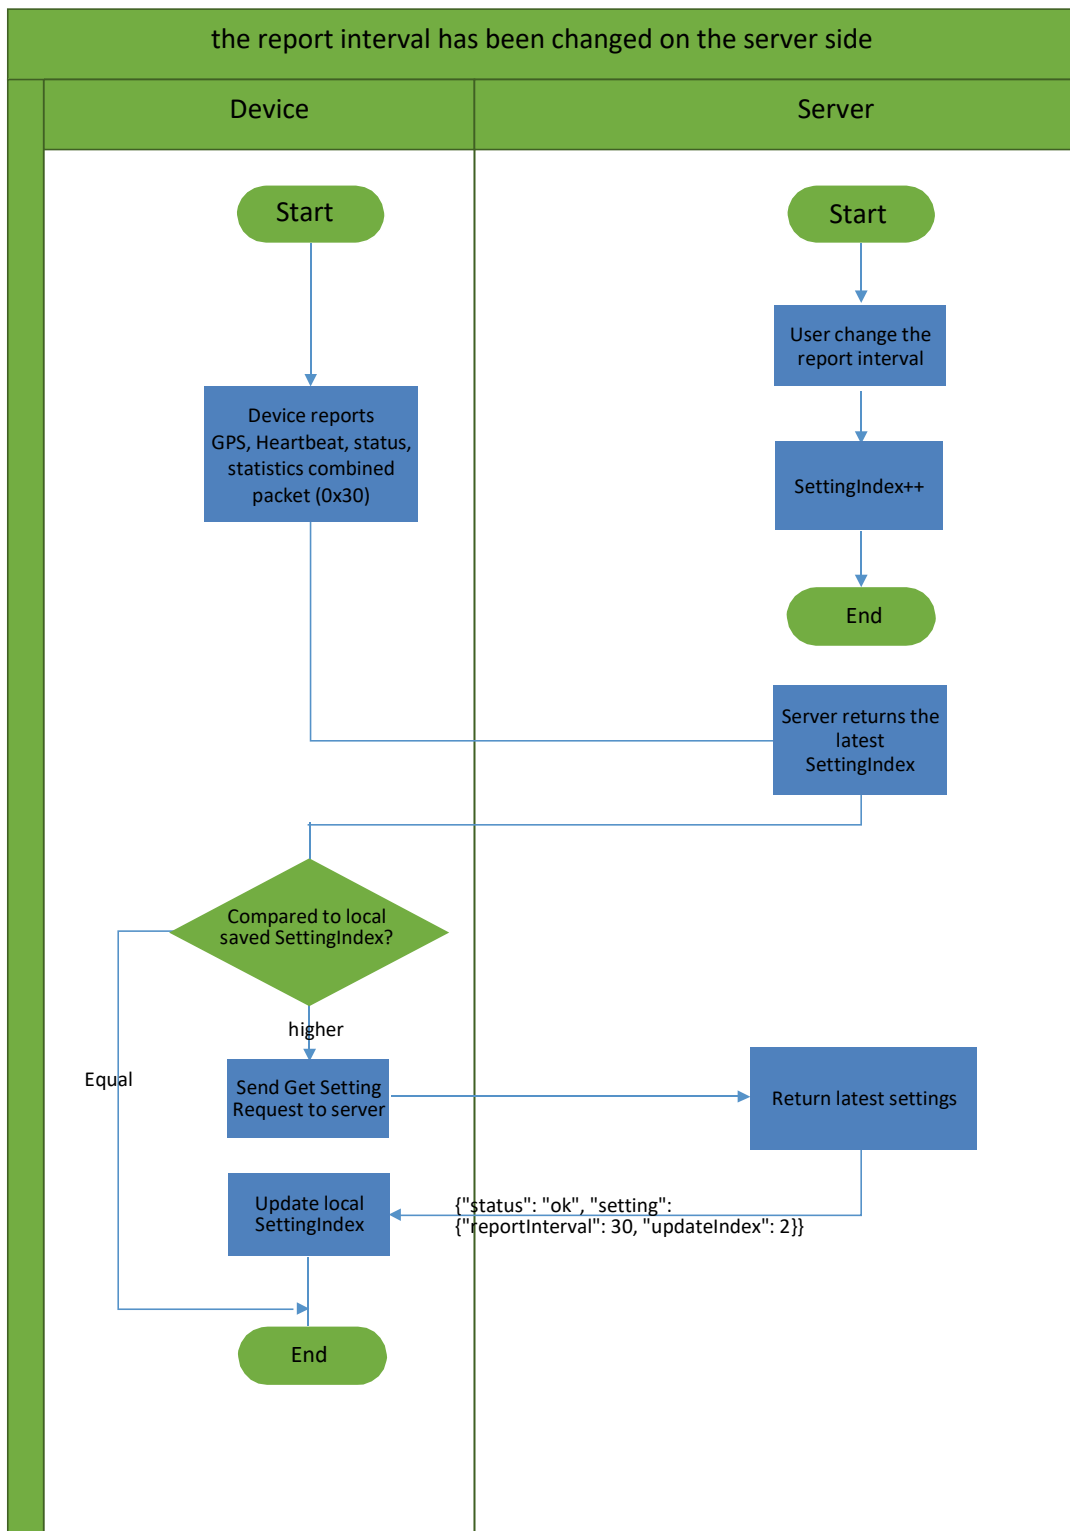 the report interval has been changed on the server side
Device
Server
Start
Start
User change the
report interval
Device reports
GPS, Heartbeat, status,
statistics combined
packet (0x30)
SettingIndex++
End
Server returns the
latest
SettingIndex
Compared to local
saved SettingIndex?
higher
Equal
Send Get Setting
Request to server
Return latest settings
Update local
SettingIndex
{"status": "ok", "setting":
{"reportInterval": 30, "updateIndex": 2}}
End